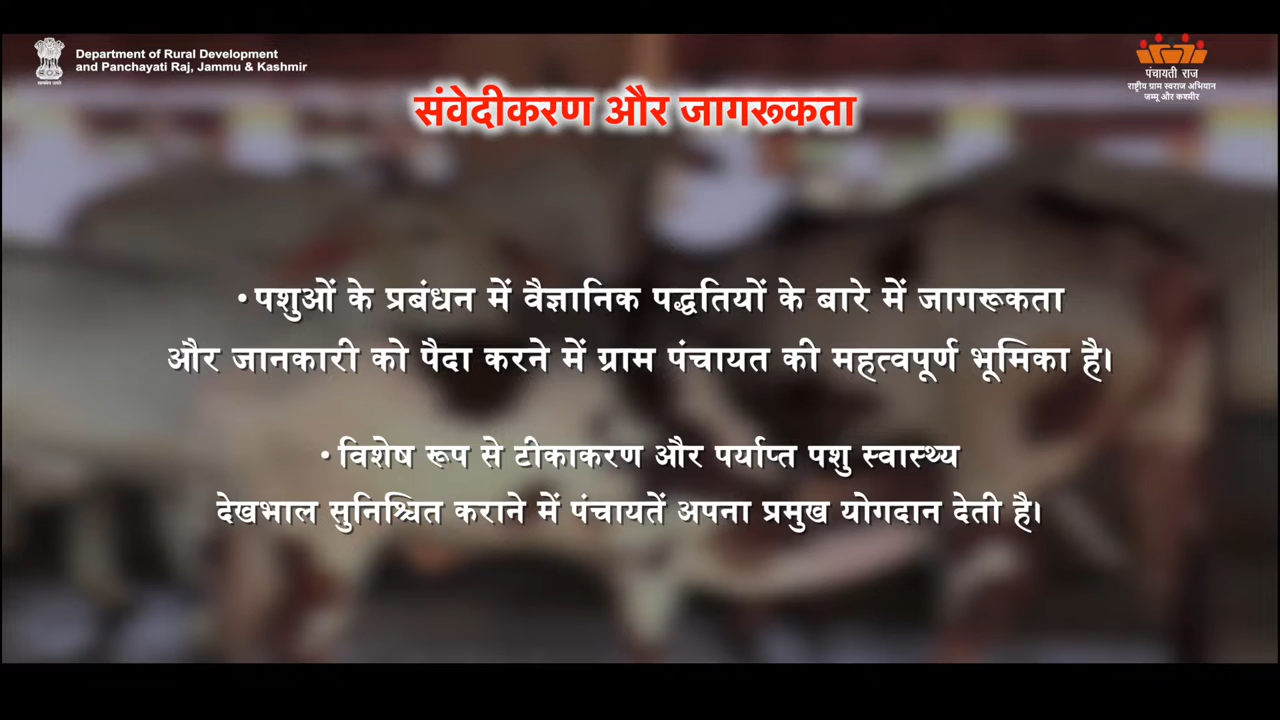 Department of Rural Development
and Panchayati Raj, Jammu & Kashmir
पंचायती राज
राष्ट्रीय ग्राम स्वराज अभियान
जम्मू और कश्मीर
संवेदीकरण और जागरूकता
• पशुओं के प्रबंधन में वैज्ञानिक पद्धतियों के बारे में जागरूकता
और जानकारी को पैदा करने में ग्राम पंचायत की महत्वपूर्ण भूमिका है।
• विशेष रूप से टीकाकरण और पर्याप्त पशु स्वास्थ्य
देखभाल सुनिश्चित कराने में पंचायतें अपना प्रमुख योगदान देती है।